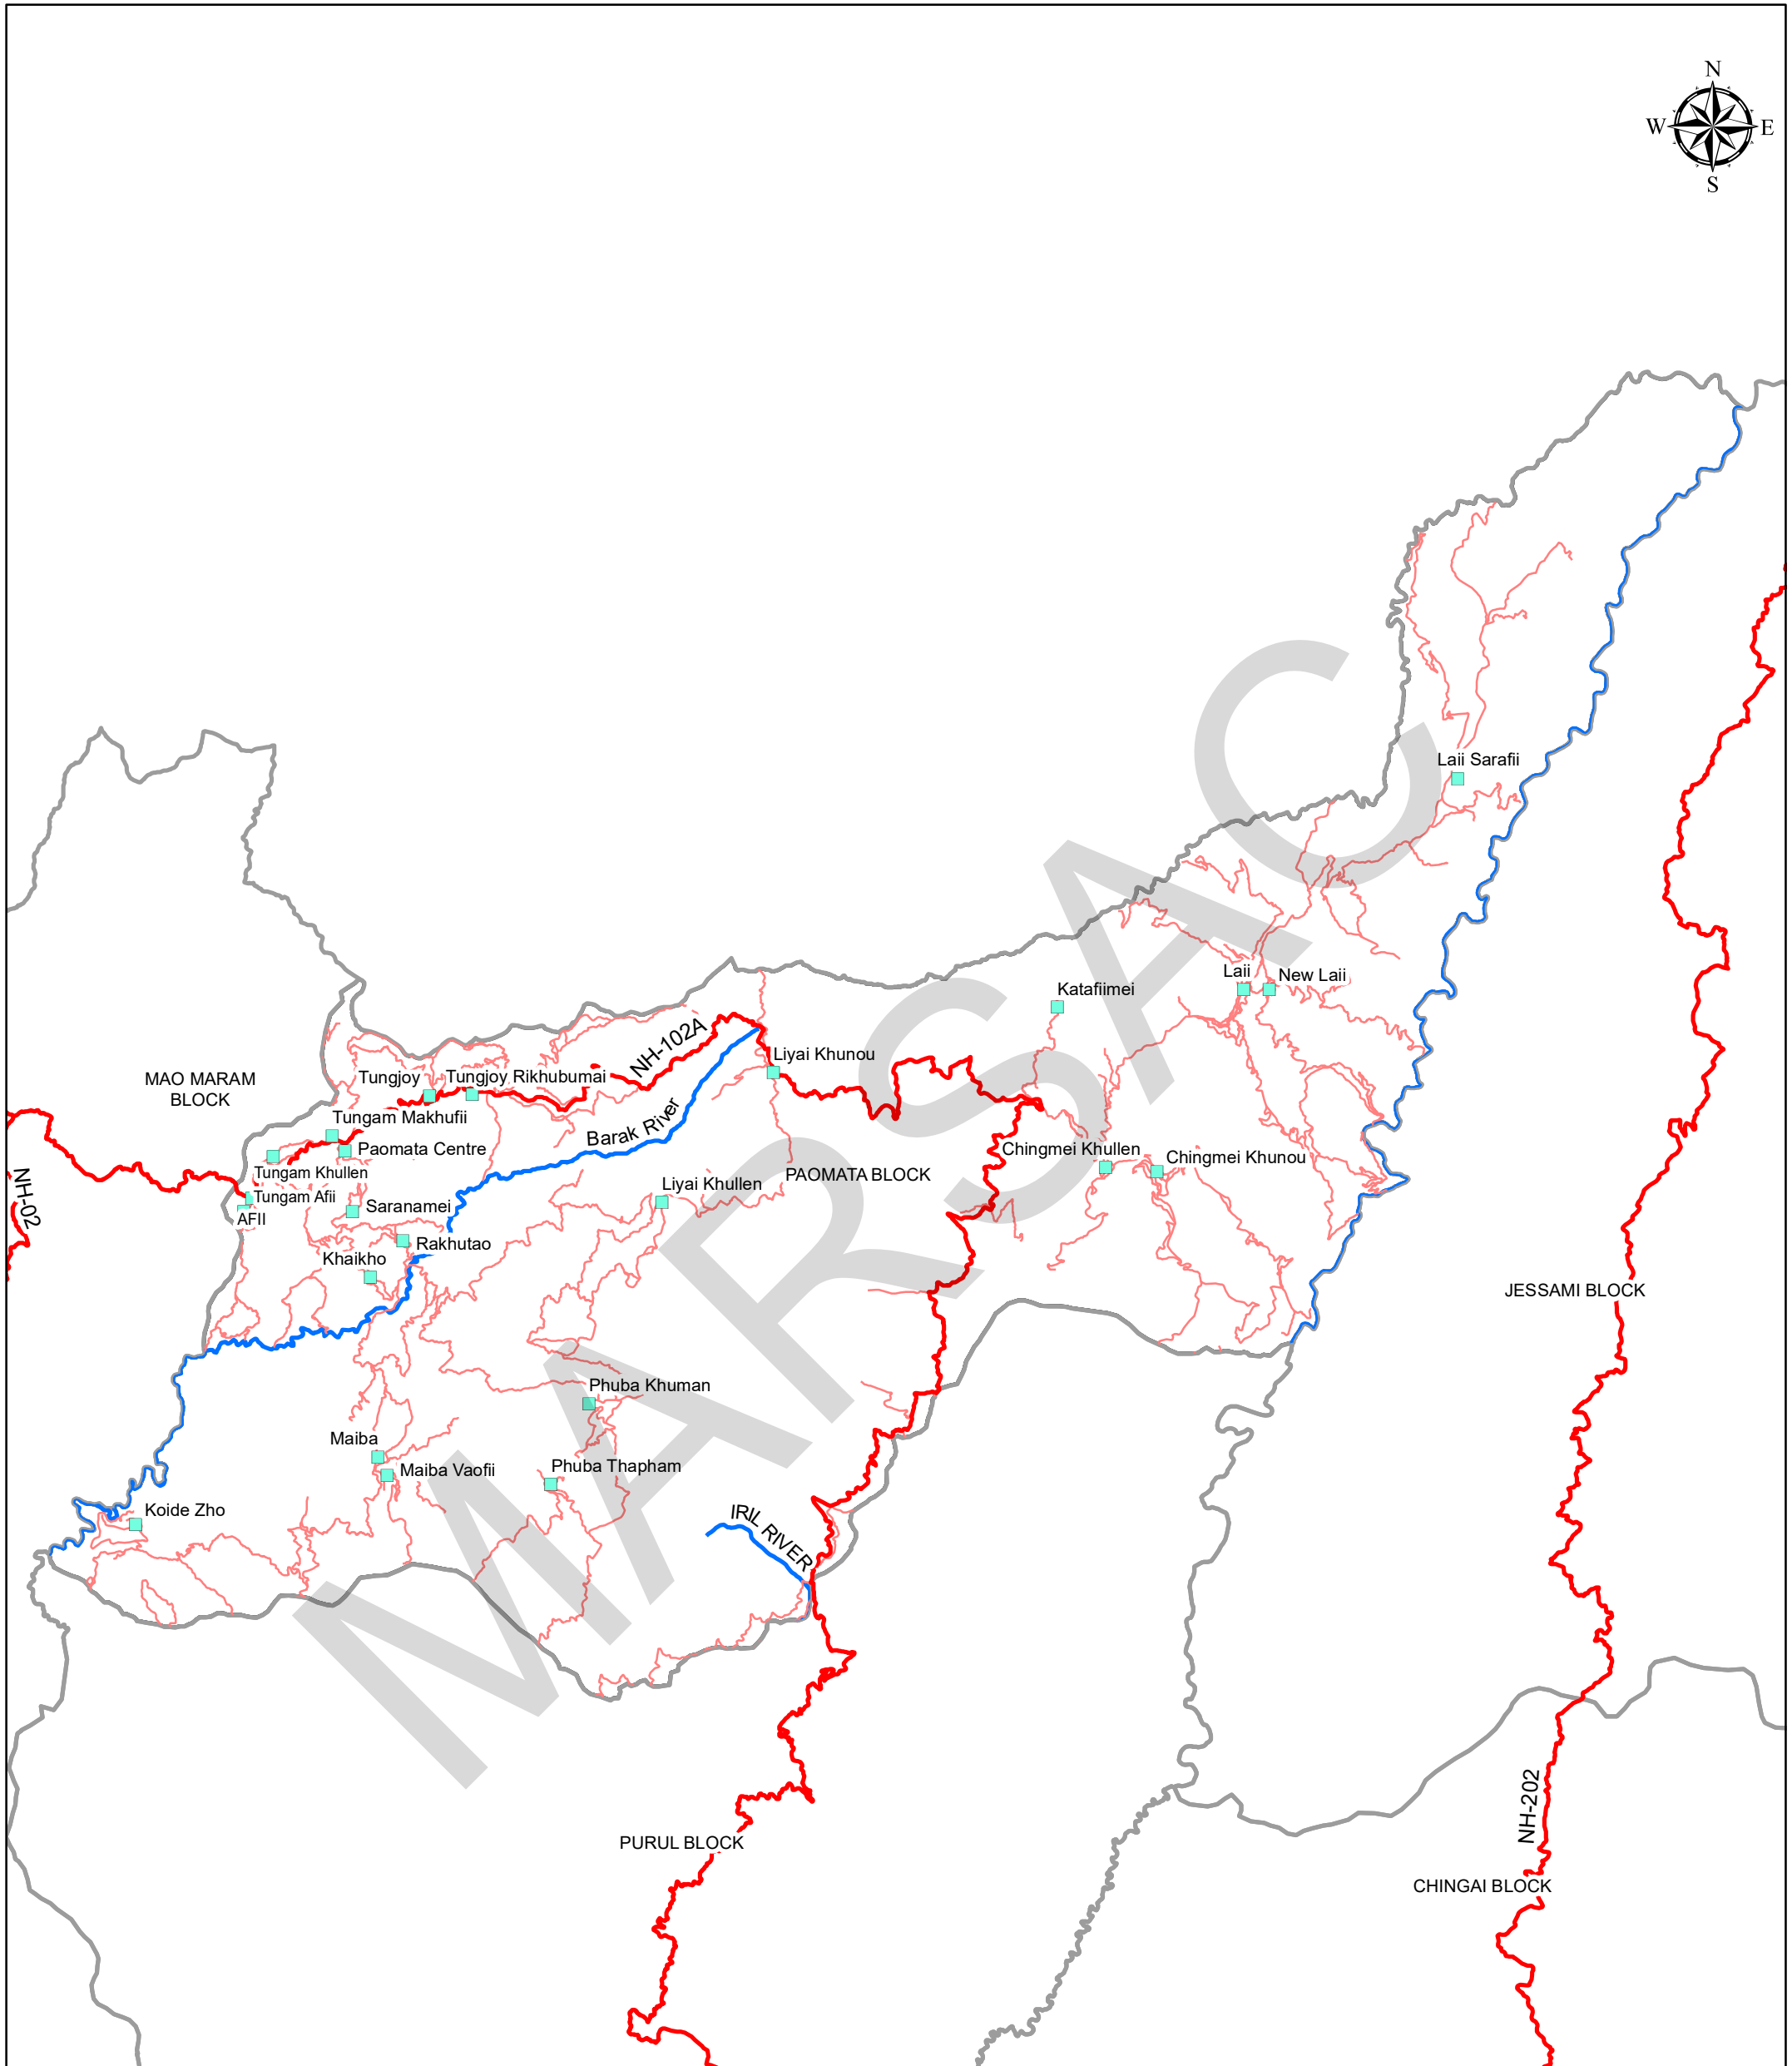 N
W E
S
Laii Sarafii
Laii
New Laii
Katafiimei
NH-102A
Liyai Khunou
MAO MARAM
BLOCK
Tungjoy
Tungjoy Rikhubumai
Tungam Makhufii
Barak River
Paomata Centre
Chingmei Khullen
Chingmei Khunou
Tungam Khullen
PAOMATA BLOCK
NH-02
Liyai Khullen
Tungam Afii
Saranamei
AFII
Rakhutao
Khaikho
JESSAMI BLOCK
Phuba Khuman
Maiba
Phuba Thapham
Maiba Vaofii
Koide Zho
IRIL RIVER
MARSAC
NH-202
PURUL BLOCK
CHINGAI BLOCK